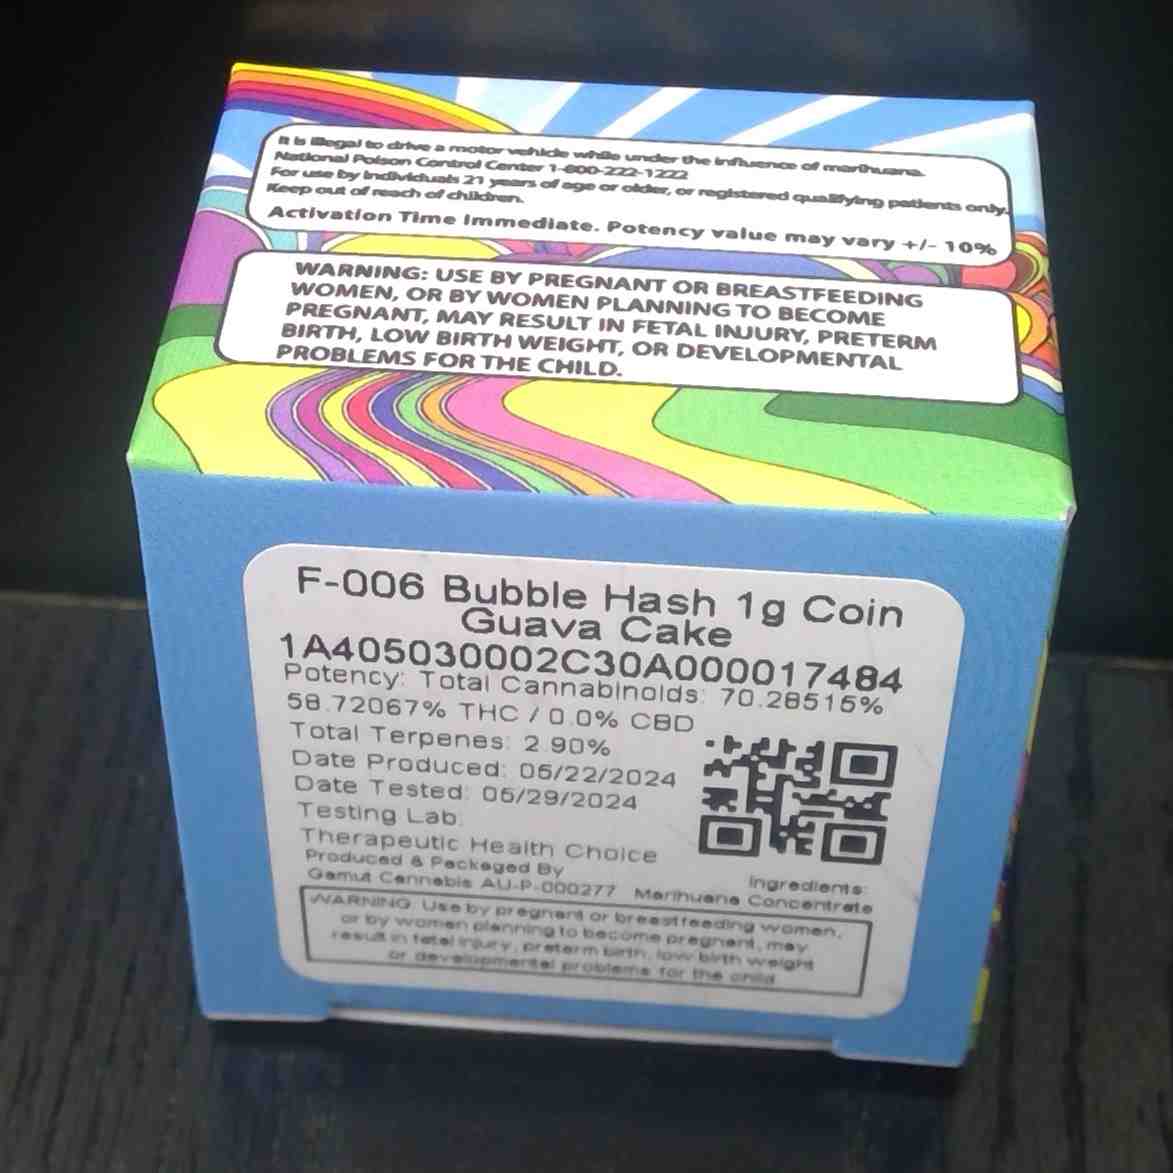 It is illegal to drive a motor vehicle while under the influence of marihuana.
National Poison Control Center 1-800-222-1222
For use by individuals 21 years of age or older, or registered qualifying patients only.
Keep out of reach of children.
Activation Time Immediate. Potency value may vary +/- 10%
WARNING: USE BY PREGNANT OR BREASTFEEDING
WOMEN, OR BY WOMEN PLANNING TO BECOME
PREGNANT, MAY RESULT IN FETAL INJURY, PRETERM
BIRTH, LOW BIRTH WEIGHT, OR DEVELOPMENTAL
PROBLEMS FOR THE CHILD.
F-006 Bubble Hash 1g Coin
Guava Cake
1A405030002C30A000017484
Potency: Total Cannabinoids: 70.28515%
58.72067% THC / 0.0% CBD
Total Terpenes: 2.90%
Date Produced: 05/22/2024
Date Tested: 05/29/2024
Testing Lab:
Therapeutic Health Choice
Produced & Packaged By
Gamut Cannabis AU-P-000277
Ingredients:
Marihuana Concentrate
WARNING: Use by pregnant or breastfeeding women,
or by women planning to become pregnant, may
result in fetal injury, preterm birth, low birth weight
or developmental problems for the child